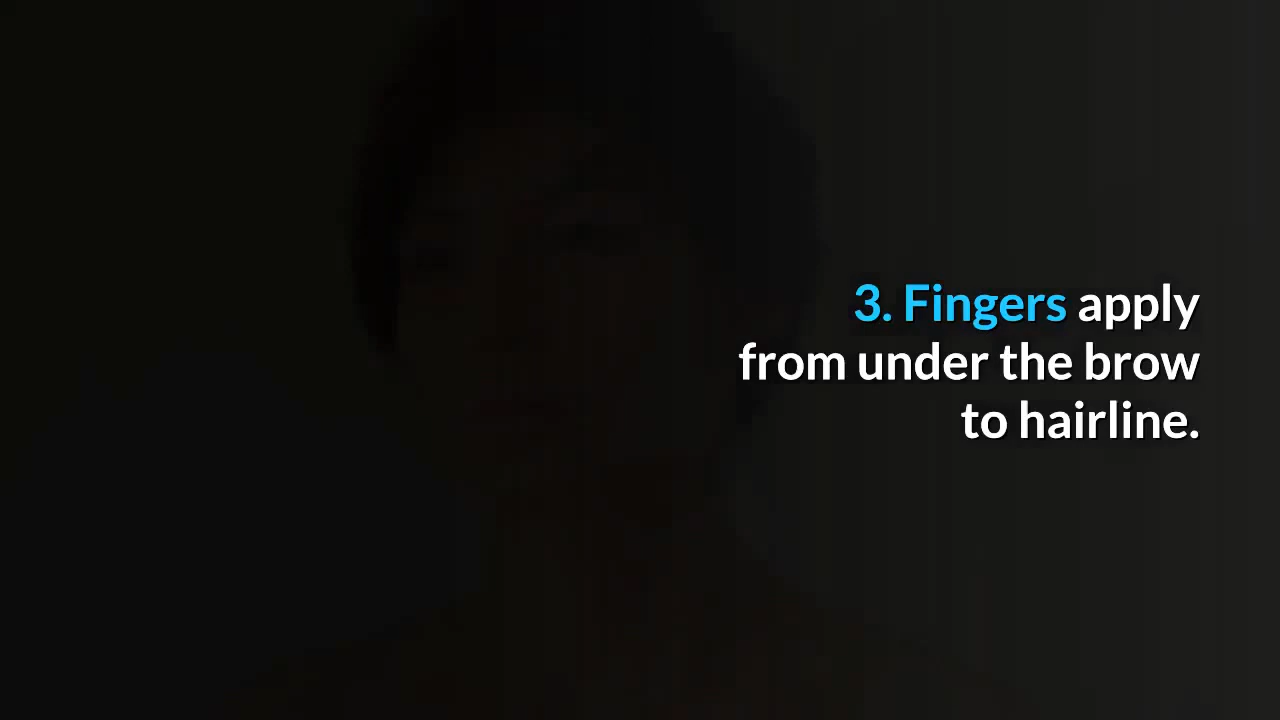 3. Fingers apply
from under the brow
to hairline.